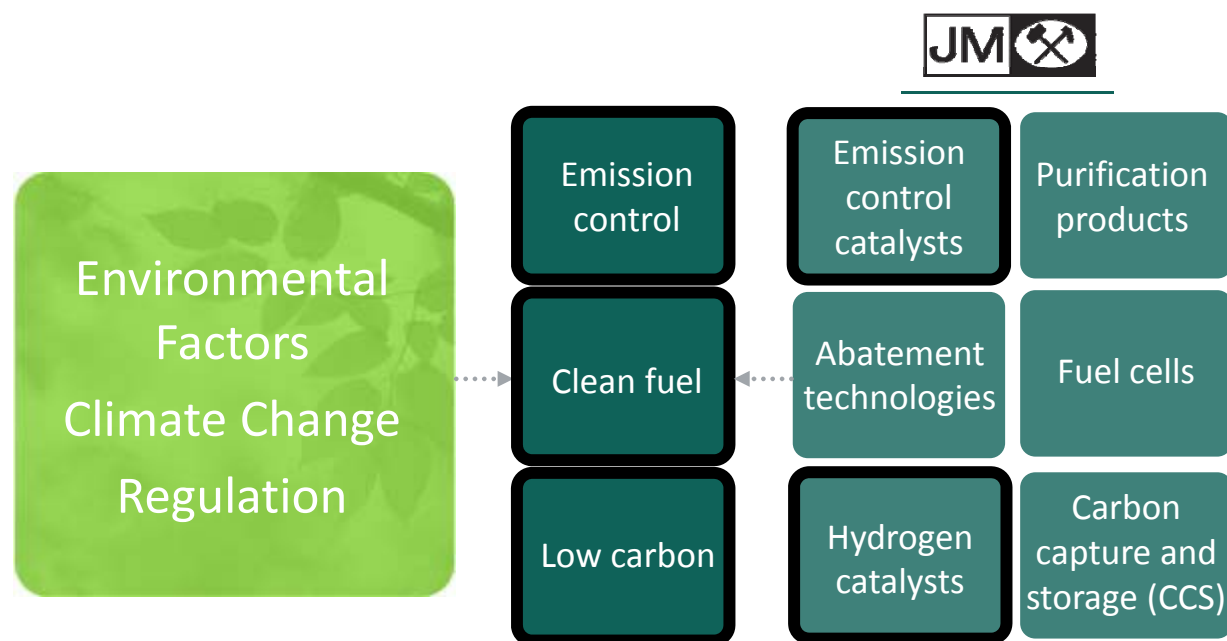 JM
Environmental
Factors
Climate Change
Regulation
Emission
control
Clean fuel
Low carbon
Emission
control
catalysts
Purification
products
Abatement
technologies
Fuel cells
Hydrogen
catalysts
Carbon
capture and
storage (CCS)